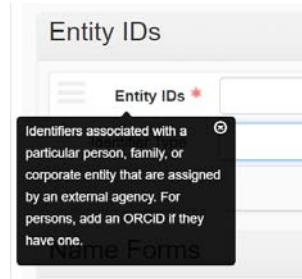 Entity IDs
Entity IDs *
Identifiers associated with a
particular person, family, or
corporate entity that are assigned
by an external agency. For
persons, add an ORCID if they
have one.
Name Forms